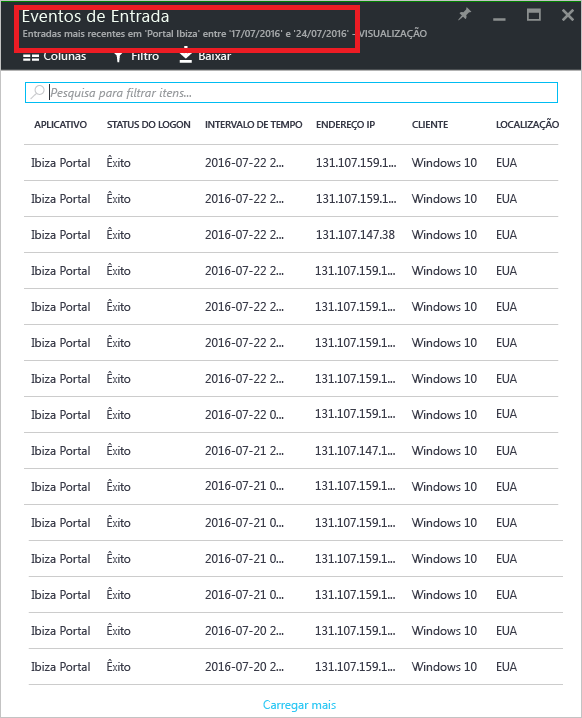 Eventos de Entrada
Entradas mais recentes em 'Portal Ibiza' entre '17/07/2016' e '24/07/2016' - VISUALIZAÇÃO
Colunas Filtro Baixar
Pesquisa para filtrar itens...
APLICATIVO STATUS DO LOGON INTERVALO DE TEMPO ENDEREÇO IP CLIENTE LOCALIZAÇÃO
Ibiza Portal Êxito 2016-07-22 2... 131.107.159.1... Windows 10 EUA
Ibiza Portal Êxito 2016-07-22 2... 131.107.159.1... Windows 10 EUA
Ibiza Portal Êxito 2016-07-22 2... 131.107.147.38 Windows 10 EUA
Ibiza Portal Êxito 2016-07-22 2... 131.107.159.1... Windows 10 EUA
Ibiza Portal Êxito 2016-07-22 2... 131.107.159.1... Windows 10 EUA
Ibiza Portal Êxito 2016-07-22 2... 131.107.159.1... Windows 10 EUA
Ibiza Portal Êxito 2016-07-22 2... 131.107.159.1... Windows 10 EUA
Ibiza Portal Êxito 2016-07-22 0... 131.107.159.1... Windows 10 EUA
Ibiza Portal Êxito 2016-07-21 2... 131.107.147.1... Windows 10 EUA
Ibiza Portal Êxito 2016-07-21 0... 131.107.159.1... Windows 10 EUA
Ibiza Portal Êxito 2016-07-21 0... 131.107.159.1... Windows 10 EUA
Ibiza Portal Êxito 2016-07-21 0... 131.107.159.1... Windows 10 EUA
Ibiza Portal Êxito 2016-07-21 0... 131.107.159.1... Windows 10 EUA
Ibiza Portal Êxito 2016-07-20 2... 131.107.159.1... Windows 10 EUA
Ibiza Portal Êxito 2016-07-20 2... 131.107.159.1... Windows 10 EUA
Carregar mais